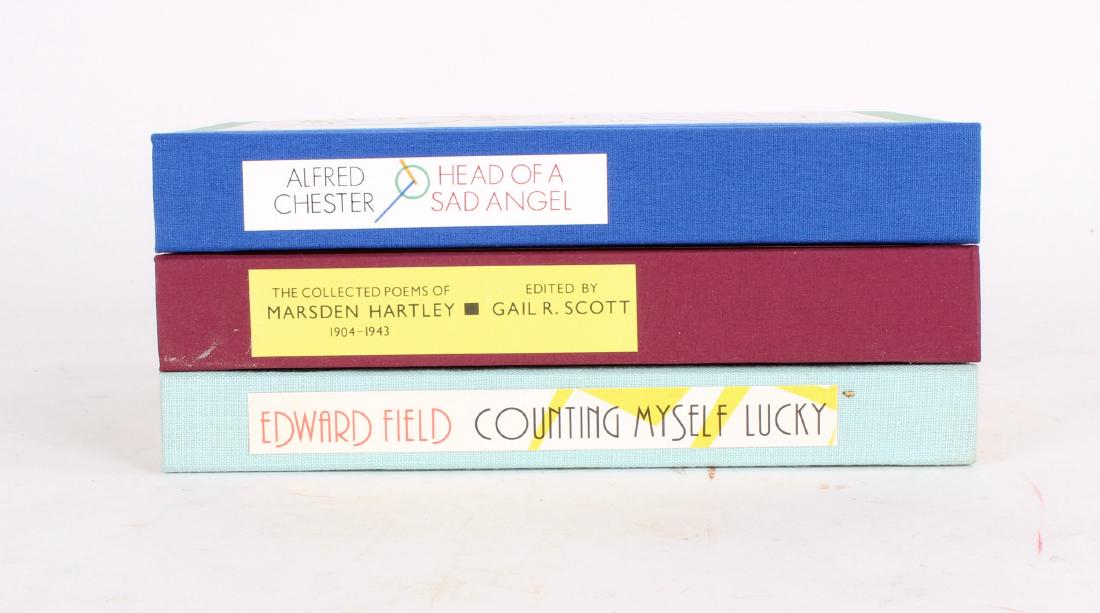 ALFRED
CHESTER
HEAD OF A
SAD ANGEL
THE COLLECTED POEMS OF
MARSDEN HARTLEY
1904–1943
EDITED BY
GAIL R. SCOTT
EDWARD FIELD COUNTING MYSELF LUCKY